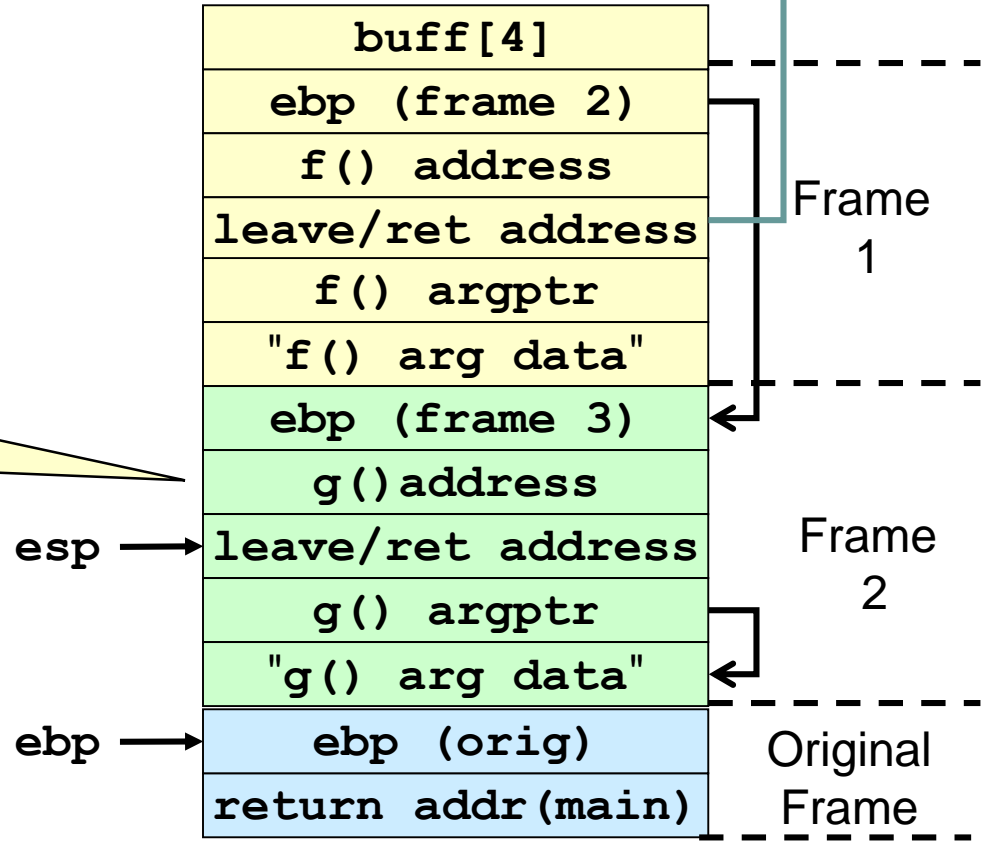 buff[4]
ebp (frame 2)
f() address
leave/ret address
f() argptr
"f() arg data"
Frame
1
ebp (frame 3)
g()address
esp
leave/ret address
g() argptr
"g() arg data"
Frame
2
ebp
ebp (orig)
return addr(main)
Original
Frame